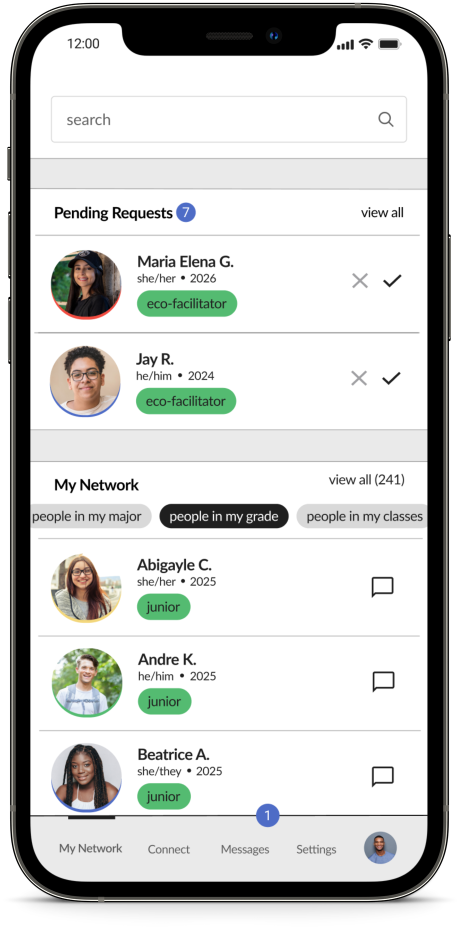 12:00
search
Pending Requests 7 view all
Maria Elena G.
she/her • 2026
eco-facilitator
Jay R.
he/him • 2024
eco-facilitator
My Network view all (241)
people in my major people in my grade people in my classes
Abigayle C.
she/her • 2025
junior
Andre K.
he/him • 2025
junior
Beatrice A.
she/they • 2025
junior
1
My Network Connect Messages Settings